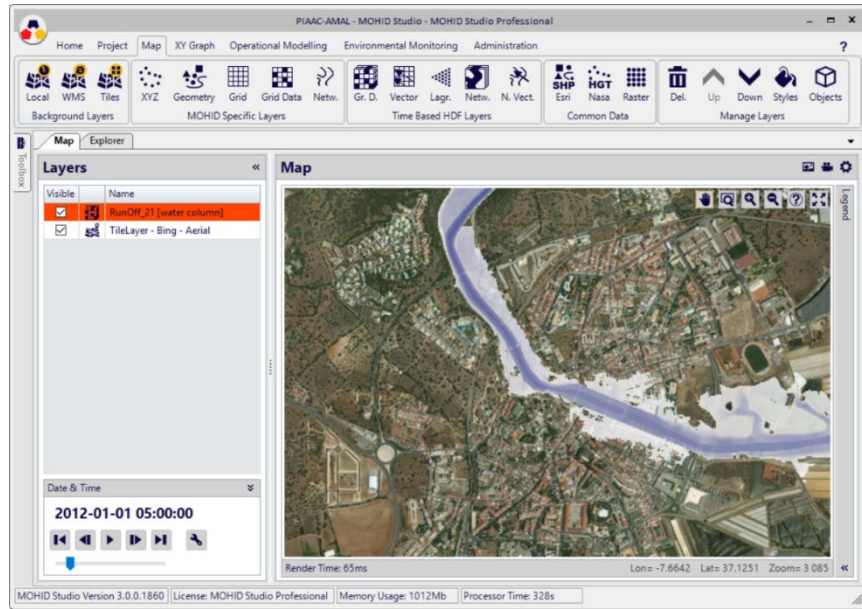 PIAAC-AMAL - MOHID Studio - MOHID Studio Professional
Home Project Map XY Graph Operational Modelling Environmental Monitoring Administration ?
Local WMS Tiles XYZ Geometry Grid Grid Data Netw. Gr. D. Vector Lagr. Netw. N. Vect. SHP Esri HGT Nasa Raster Del. Up Down Styles Objects
Background Layers MOHID Specific Layers Time Based HDF Layers Common Data Manage Layers
Map Explorer
Toolbox
Layers «
Visible Name
RunOff_21 [water column]
TileLayer - Bing - Aerial
Date & Time
2012-01-01 05:00:00
Map
Legend
Render Time: 65ms Lon= -7.6642 Lat= 37.1251 Zoom= 3 085 «
MOHID Studio Version 3.0.0.1860 License: MOHID Studio Professional Memory Usage: 1012Mb Processor Time: 328s